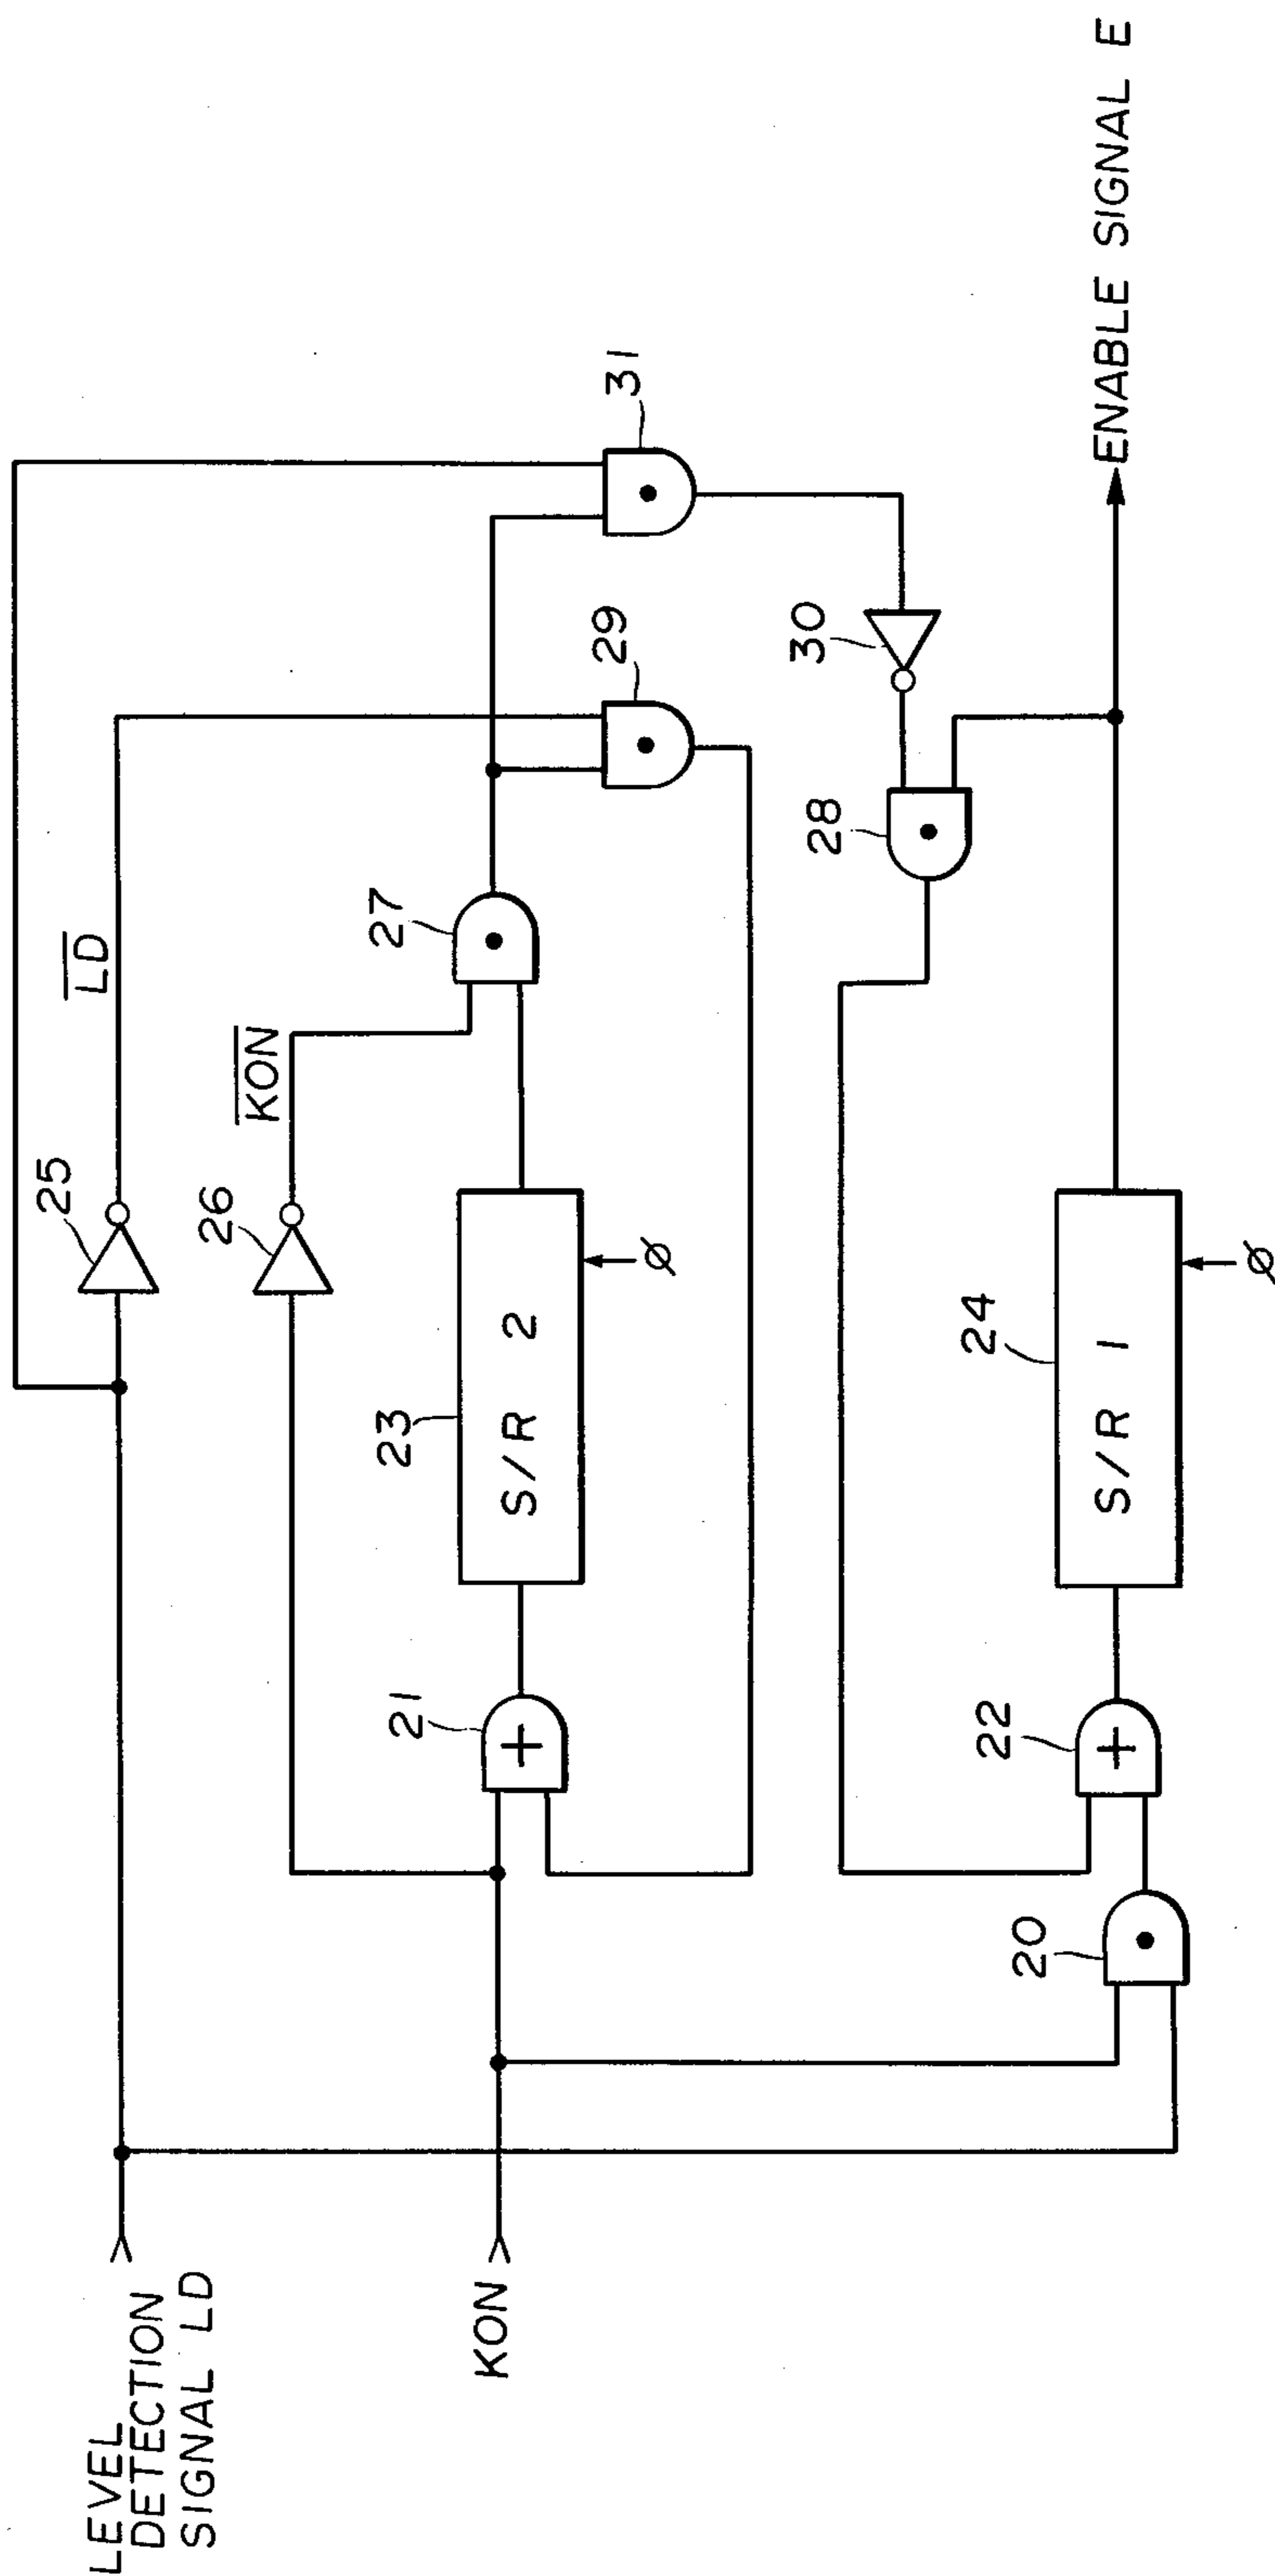 LEVEL
DETECTION
SIGNAL LD
KON
25
LD
26
KON
21
23
S/R 2
Ø
27
29
31
30
28
20
22
24
S/R 1
Ø
ENABLE SIGNAL E